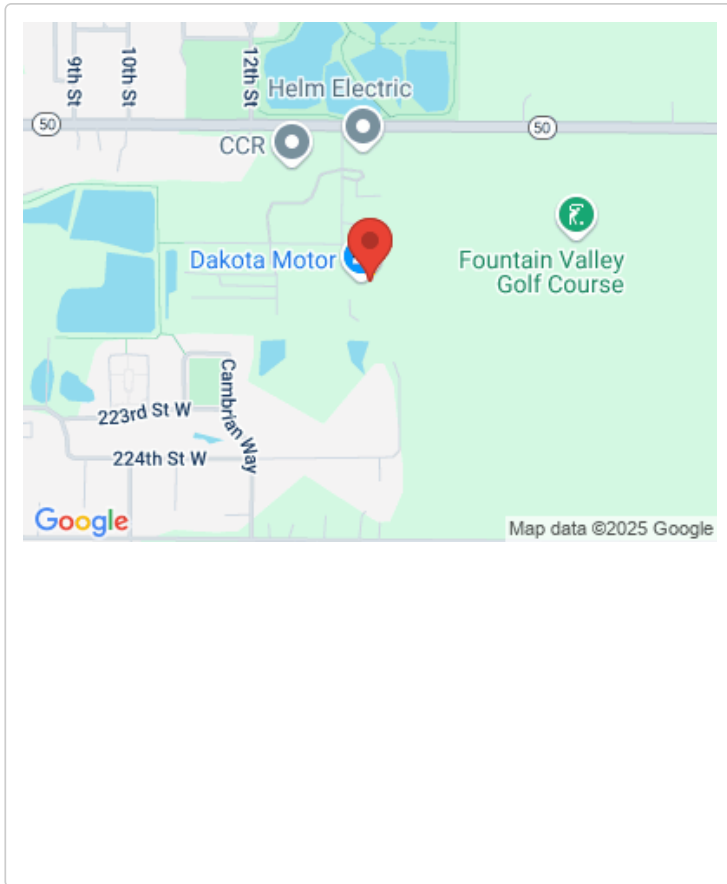 9th St
10th St
12th St
Helm Electric
50
50
CCR
Dakota Motor
Fountain Valley
Golf Course
Cambrian Way
223rd St W
224th St W
Google
Map data ©2025 Google